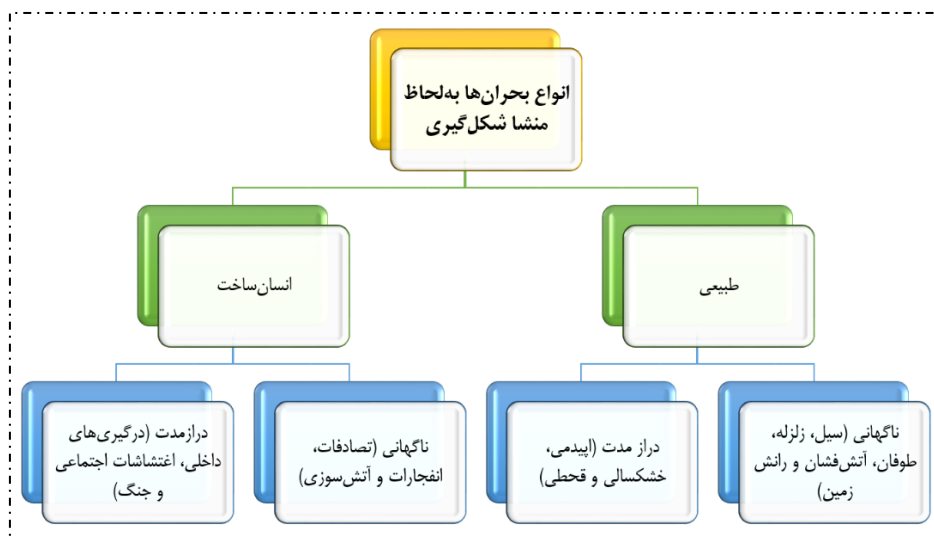 انواع بحران‌ها به‌لحاظ
منشا شکل‌گیری
طبیعی
انسان‌ساخت
ناگهانی (سیل، زلزله،
طوفان، آتش‌فشان و رانش
زمین)
دراز مدت (اپیدمی،
خشکسالی و قحطی)
ناگهانی (تصادفات،
انفجارات و آتش‌سوزی)
درازمدت (درگیری‌های
داخلی، اغتشاشات اجتماعی
و جنگ)